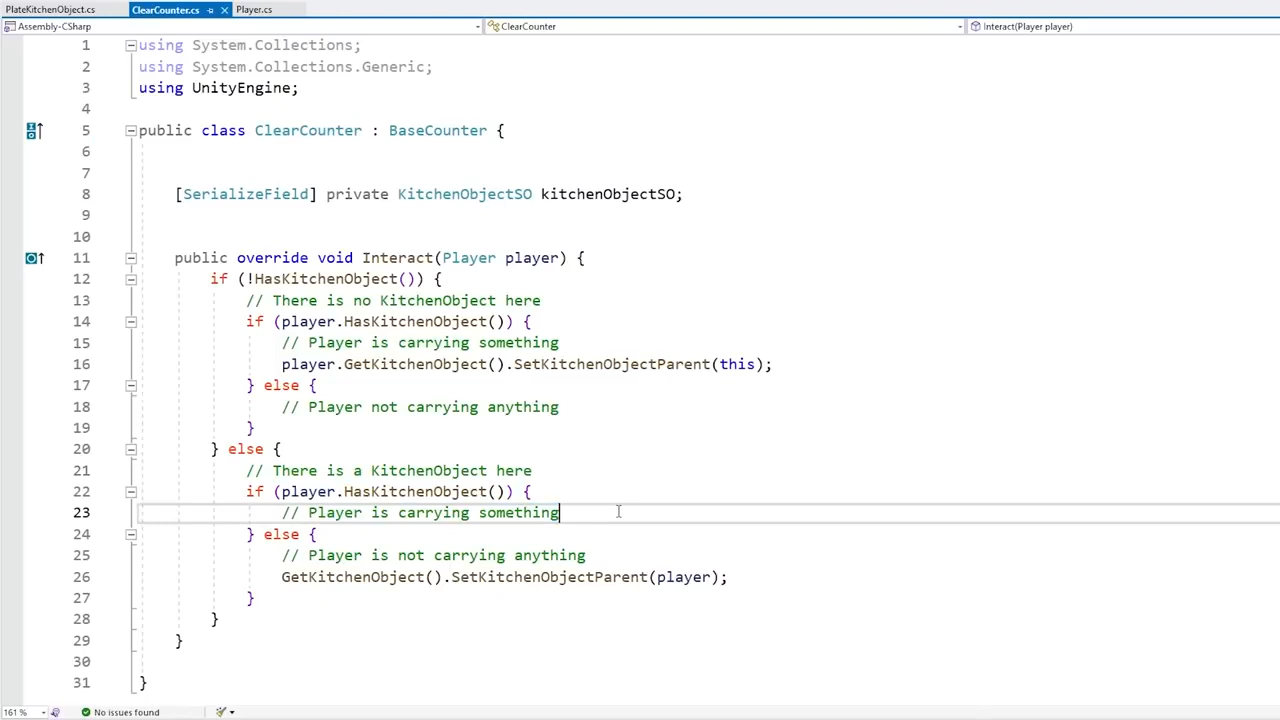 PlateKitchenObject.cs ClearCounter.cs Player.cs
Assembly-CSharp ClearCounter Interact(Player player)
1 using System.Collections;
2 using System.Collections.Generic;
3 using UnityEngine;
4
5 public class ClearCounter : BaseCounter {
6
7
8 [SerializeField] private KitchenObjectSO kitchenObjectSO;
9
10
11 public override void Interact(Player player) {
12 if (!HasKitchenObject()) {
13 // There is no KitchenObject here
14 if (player.HasKitchenObject()) {
15 // Player is carrying something
16 player.GetKitchenObject().SetKitchenObjectParent(this);
17 } else {
18 // Player not carrying anything
19 }
20 } else {
21 // There is a KitchenObject here
22 if (player.HasKitchenObject()) {
23 // Player is carrying something
24 } else {
25 // Player is not carrying anything
26 GetKitchenObject().SetKitchenObjectParent(player);
27 }
28 }
29 }
30
31 }
161 % No issues found